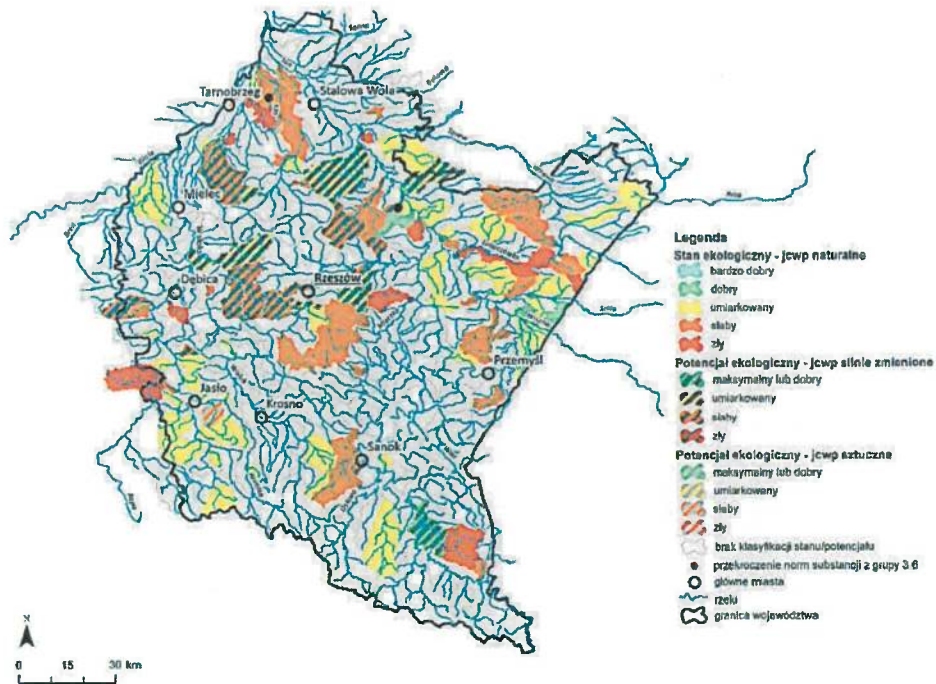 Tarnobrzeg
Stalowa Wola
Mielec
Dębica
Rzeszów
Przemyśl
Jasło
Krosno
Sanok
Legenda
Stan ekologiczny - jcwp naturalne
bardzo dobry
dobry
umiarkowany
słaby
zły
Potencjał ekologiczny - jcwp silnie zmienione
maksymalny lub dobry
umiarkowany
słaby
zły
Potencjał ekologiczny - jcwp sztuczne
maksymalny lub dobry
umiarkowany
słaby
zły
brak klasyfikacji stanu/potencjału
przekroczenie norm substancji z grupy 3.6
główne miasta
rzeki
granica województwa
N
0 15 30 km